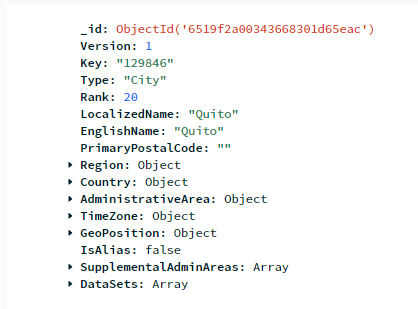 _id: ObjectId('6519f2a00343668301d65eac')
Version: 1
Key: "129846"
Type: "City"
Rank: 20
LocalizedName: "Quito"
EnglishName: "Quito"
PrimaryPostalCode: ""
Region: Object
Country: Object
AdministrativeArea: Object
TimeZone: Object
GeoPosition: Object
IsAlias: false
SupplementalAdminAreas: Array
DataSets: Array